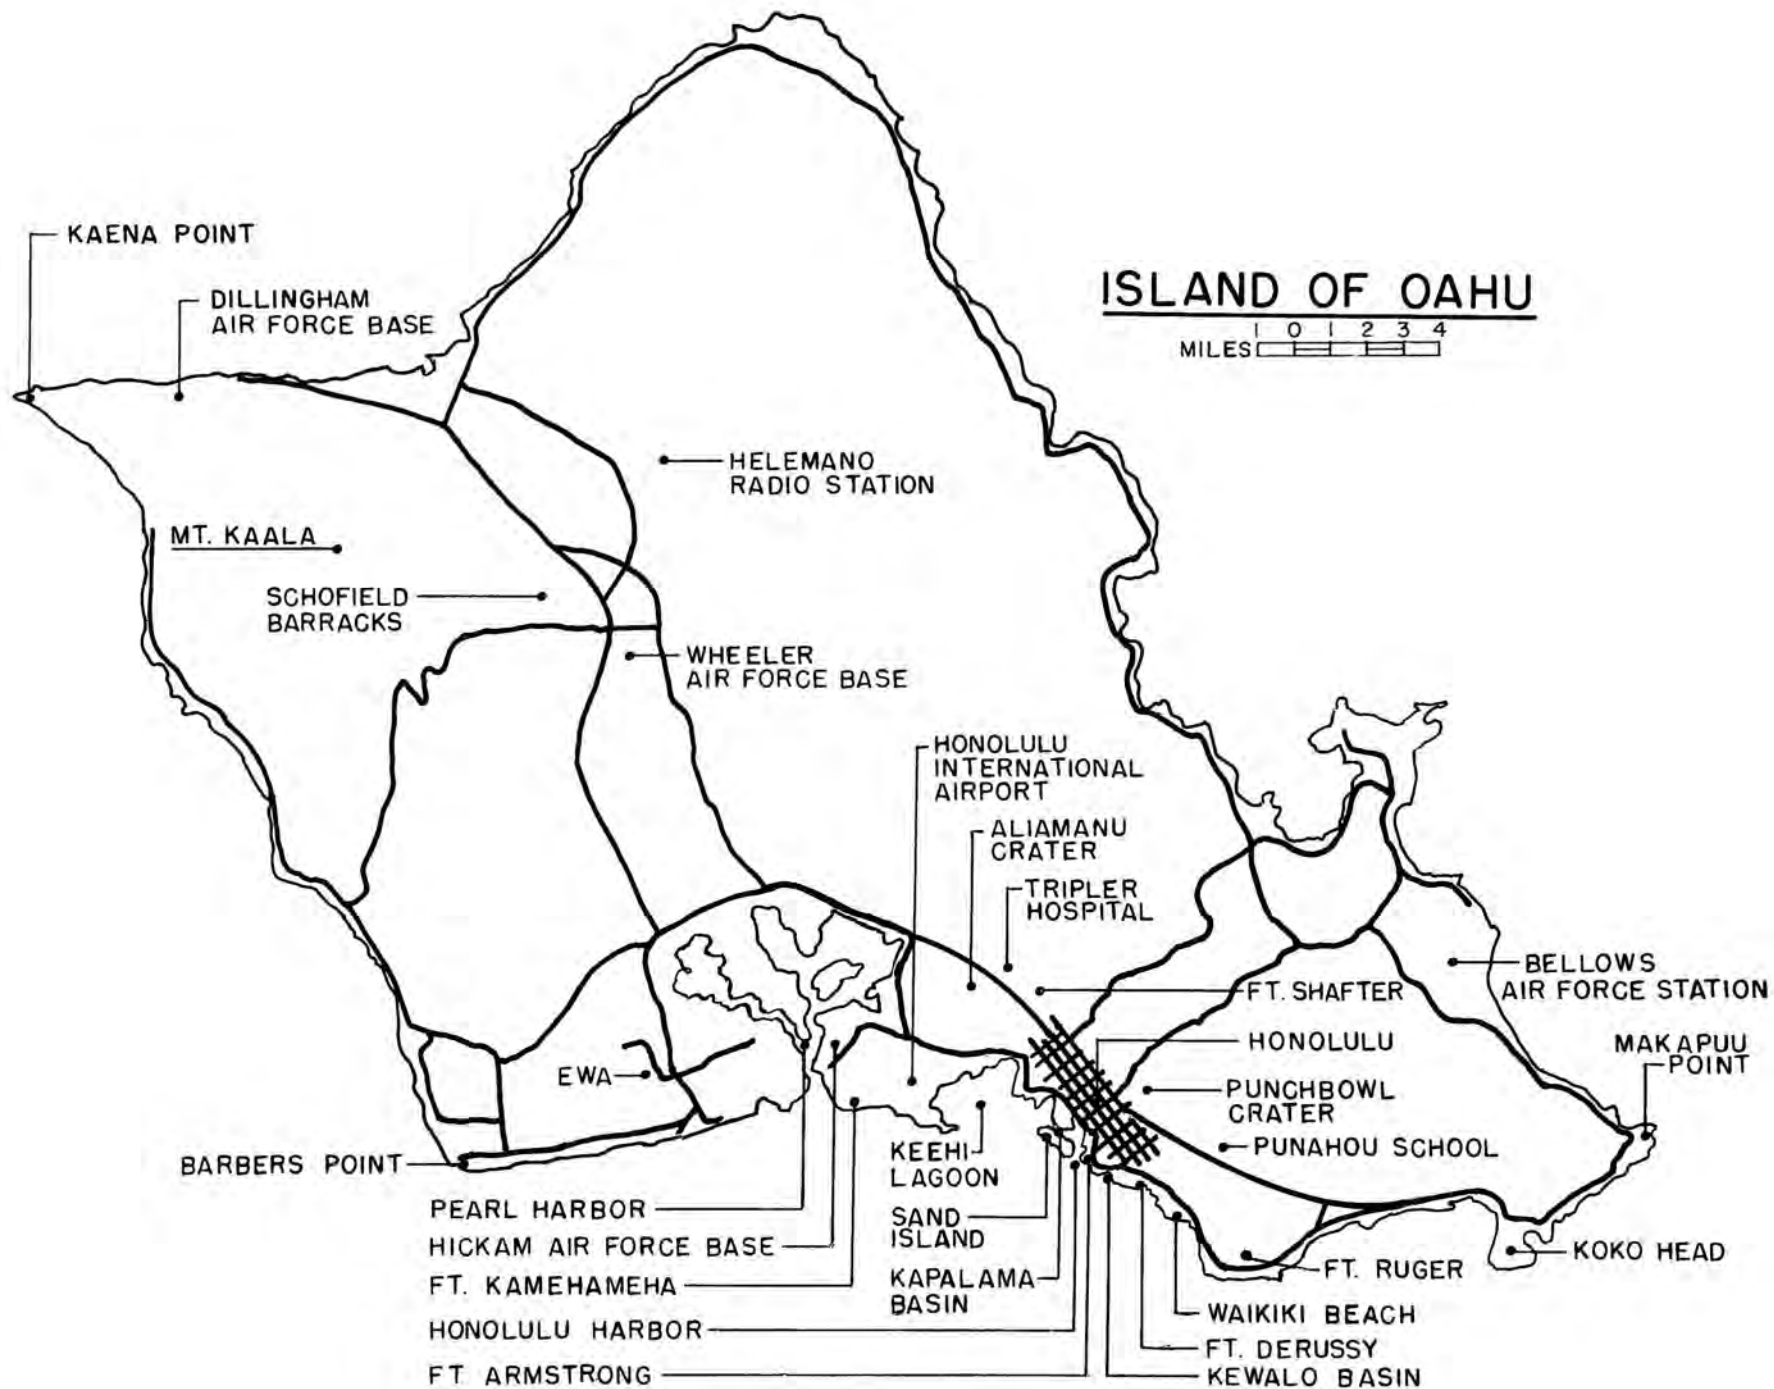 KAENA POINT
DILLINGHAM
AIR FORCE BASE
ISLAND OF OAHU
1 0 1 2 3 4
MILES
HELEMANO
RADIO STATION
MT. KAALA
SCHOFIELD
BARRACKS
WHEELER
AIR FORCE BASE
HONOLULU
INTERNATIONAL
AIRPORT
ALIAMANU
CRATER
TRIPLER
HOSPITAL
BELLOWS
AIR FORCE STATION
FT. SHAFTER
HONOLULU
MAKAPUU
POINT
EWA
PUNCHBOWL
CRATER
PUNAHOU SCHOOL
BARBERS POINT
KEEHI
LAGOON
PEARL HARBOR
SAND
ISLAND
HICKAM AIR FORCE BASE
KOKO HEAD
FT. RUGER
FT. KAMEHAMEHA
KAPALAMA
BASIN
WAIKIKI BEACH
HONOLULU HARBOR
FT. DERUSSY
FT. ARMSTRONG
KEWALO BASIN